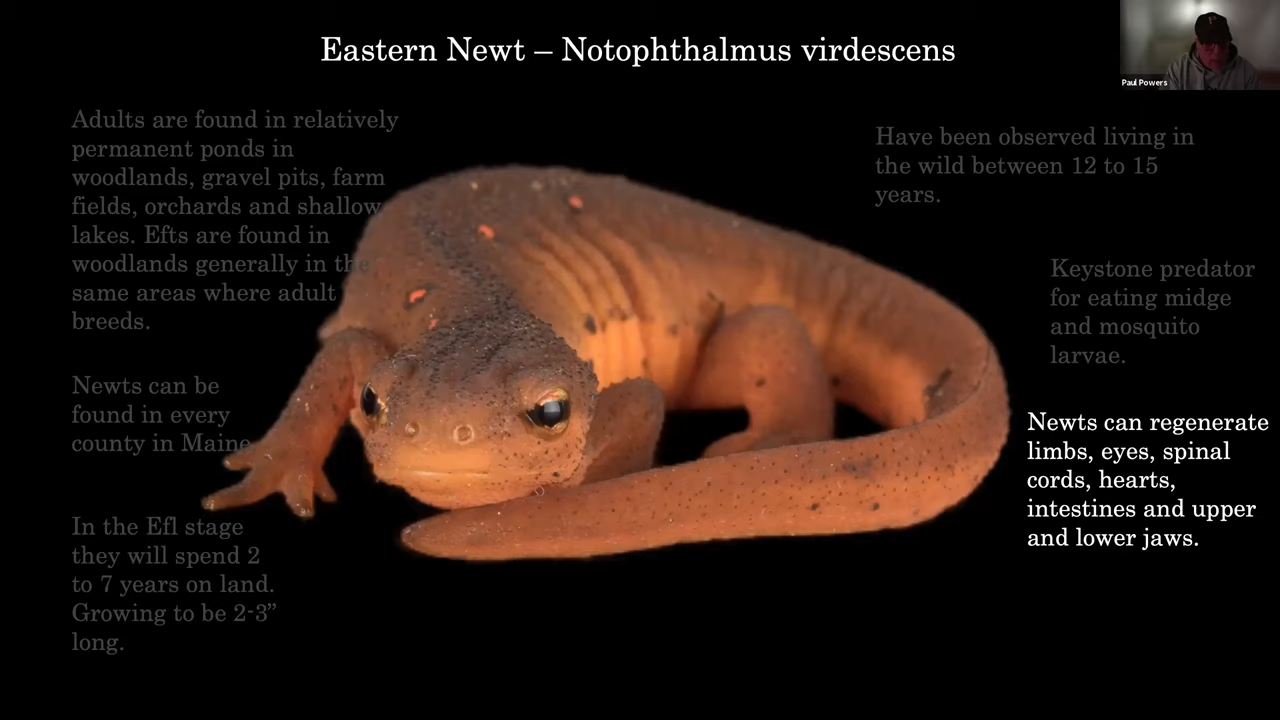 Eastern Newt – Notophthalmus virdescens
Paul Powers
Adults are found in relatively
permanent ponds in
woodlands, gravel pits, farm
fields, orchards and shallow
lakes. Efts are found in
woodlands generally in the
same areas where adult
breeds.
Newts can be
found in every
county in Maine
In the Efl stage
they will spend 2
to 7 years on land.
Growing to be 2-3”
long.
Have been observed living in
the wild between 12 to 15
years.
Keystone predator
for eating midge
and mosquito
larvae.
Newts can regenerate
limbs, eyes, spinal
cords, hearts,
intestines and upper
and lower jaws.